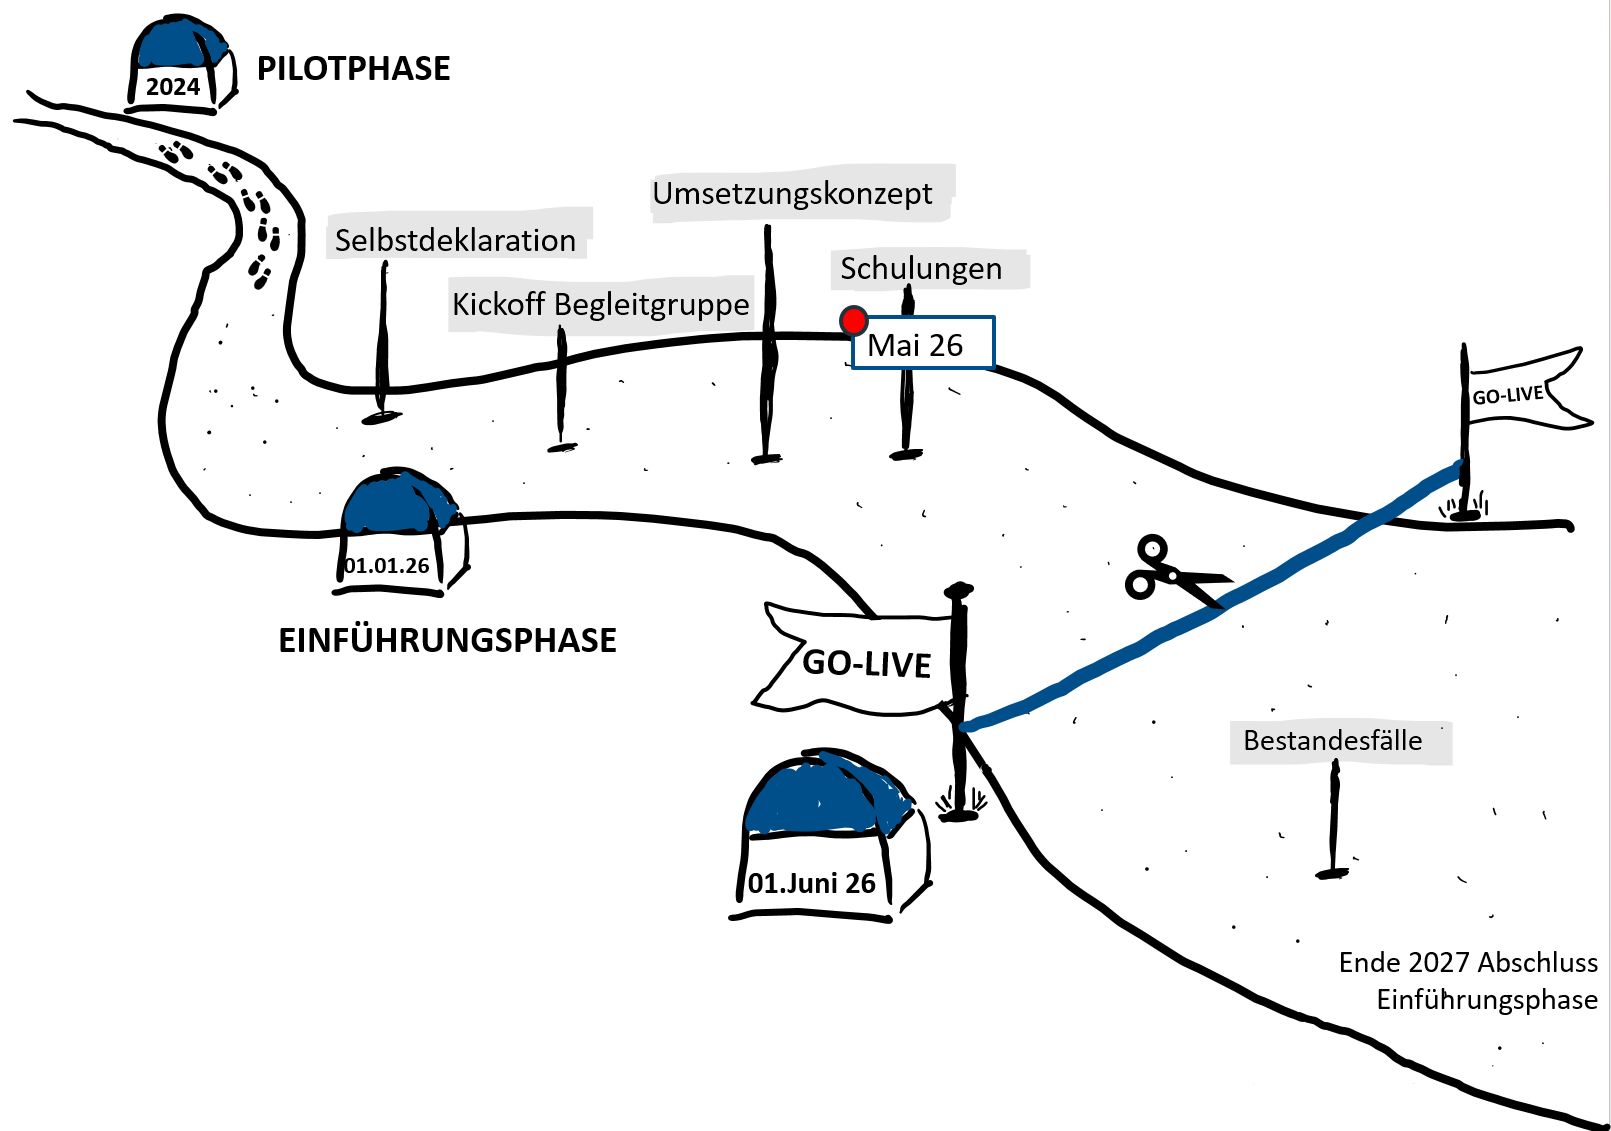 2024
PILOTPHASE
Umsetzungskonzept
Selbstdeklaration
Schulungen
Kickoff Begleitgruppe
Mai 26
GO-LIVE
01.01.26
EINFÜHRUNGSPHASE
GO-LIVE
Bestandesfälle
01.Juni 26
Ende 2027 Abschluss
Einführungsphase